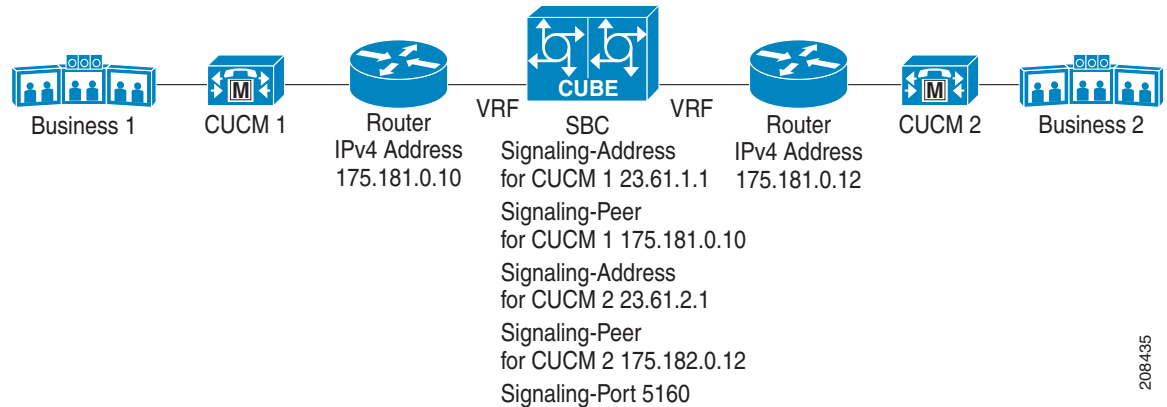 CUBE
M
M
VRF
VRF
Business 1
CUCM 1
Router
IPv4 Address
175.181.0.10
SBC
Signaling-Address
for CUCM 1 23.61.1.1
Signaling-Peer
for CUCM 1 175.181.0.10
Signaling-Address
for CUCM 2 23.61.2.1
Signaling-Peer
for CUCM 2 175.182.0.12
Signaling-Port 5160
Router
IPv4 Address
175.181.0.12
CUCM 2
Business 2
208435